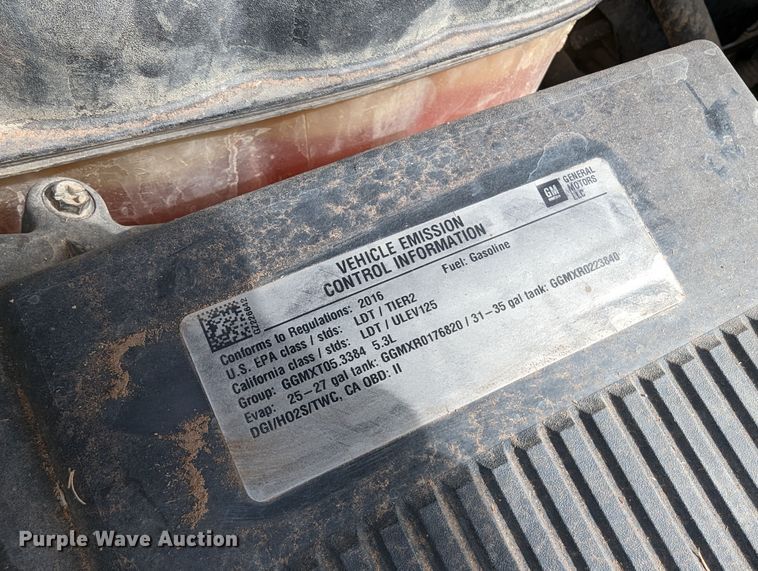 GM
GENERAL
MOTORS
LLC
VEHICLE EMISSION
CONTROL INFORMATION
Conforms to Regulations: 2016 Fuel: Gasoline
U.S. EPA class / stds: LDT / TIER2
California class / stds: LDT / ULEV125
Group: GGMXT05.3384 5.3L
Evap: 25-27 gal tank: GGMXR0176820 / 31-35 gal tank: GGMXR0223840
DGI/HO2S/TWC, CA OBD: II
Purple Wave Auction